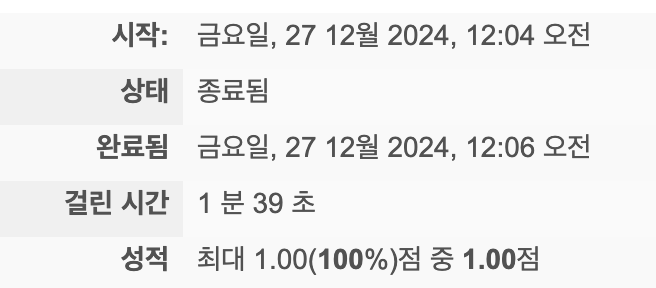 시작: 금요일, 27 12월 2024, 12:04 오전
상태 종료됨
완료됨 금요일, 27 12월 2024, 12:06 오전
걸린 시간 1 분 39 초
성적 최대 1.00(100%)점 중 1.00점